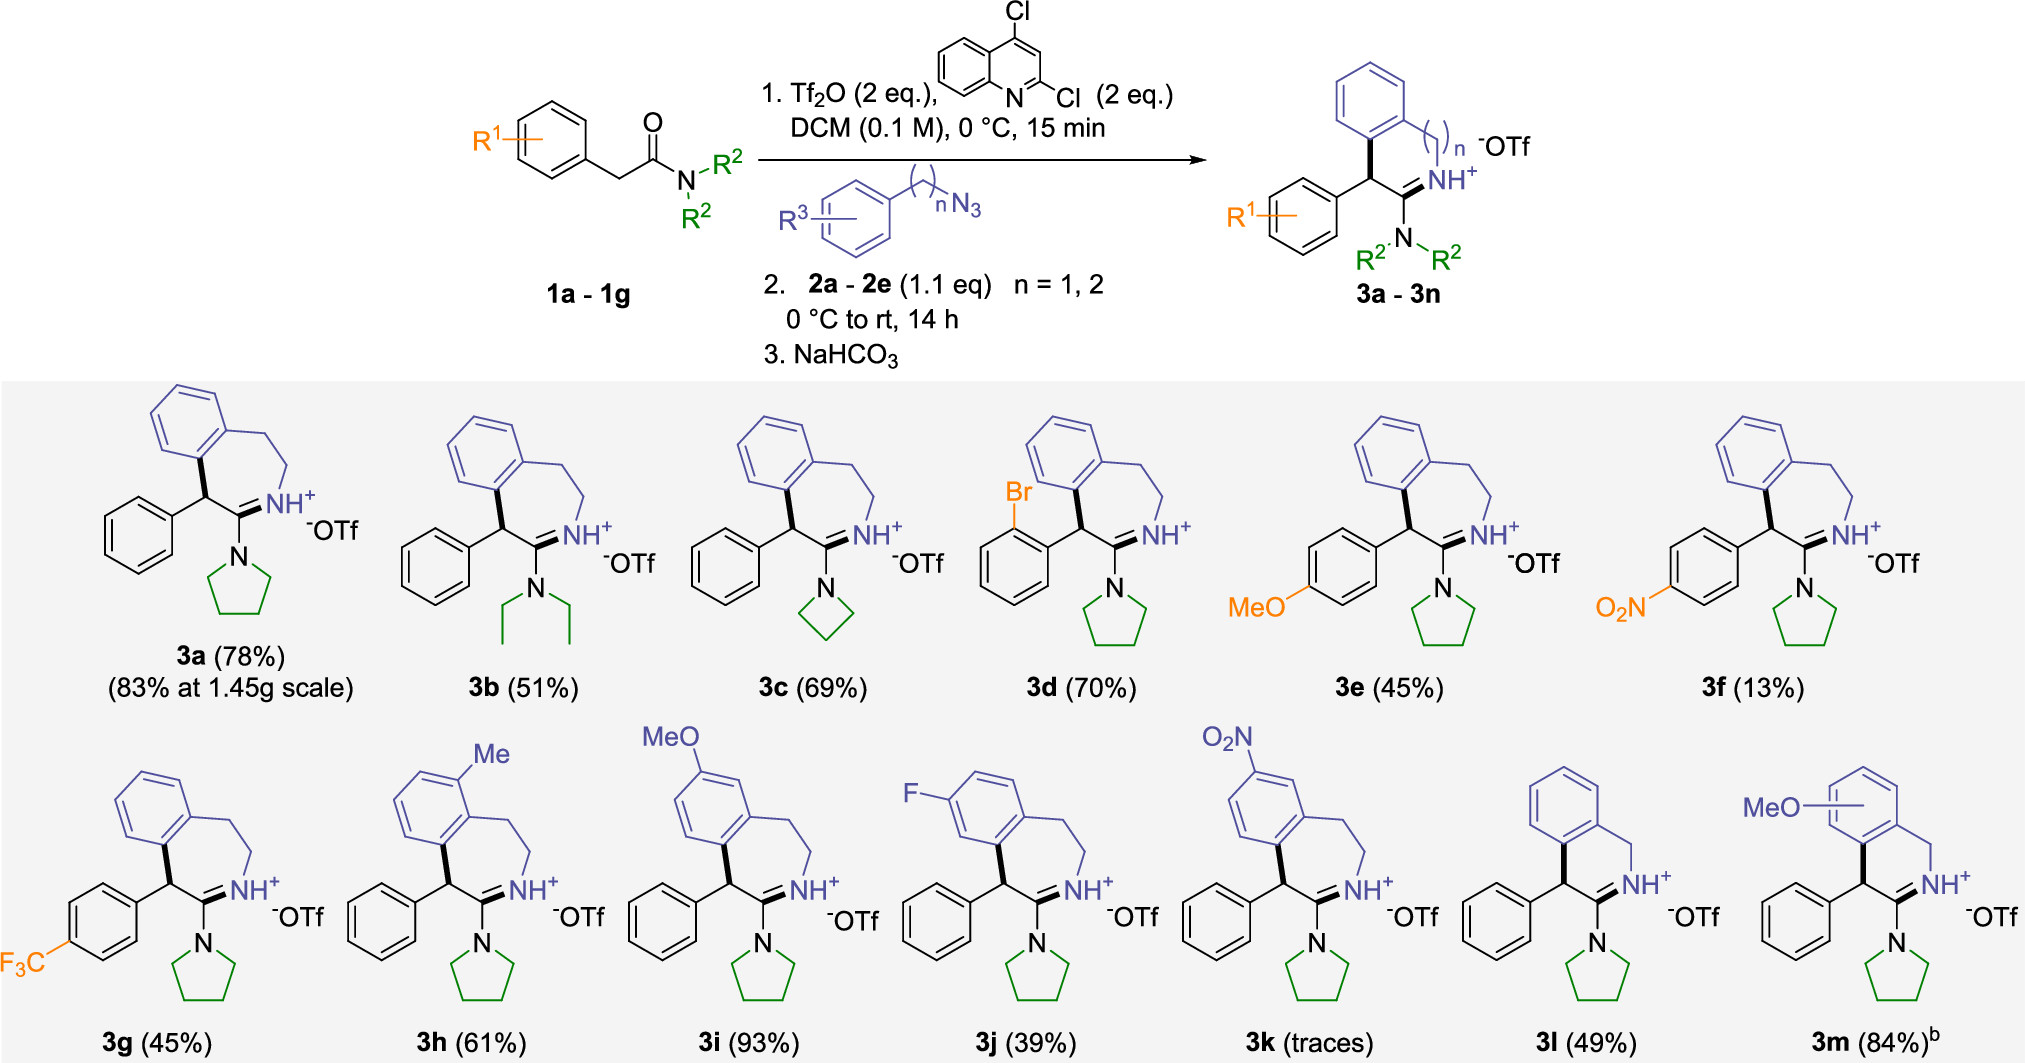 Cl
1. Tf₂O (2 eq.),
N
Cl (2 eq.)
DCM (0.1 M), 0 °C, 15 min
R¹
O
N
R²
R²
R³
( )n
N₃
1a - 1g
2. 2a - 2e (1.1 eq) n = 1, 2
0 °C to rt, 14 h
3. NaHCO₃
( )n
⁻OTf
NH⁺
R¹
N
R²
R²
3a - 3n
NH⁺
⁻OTf
N
3a (78%)
(83% at 1.45g scale)
NH⁺
⁻OTf
N
3b (51%)
NH⁺
⁻OTf
N
3c (69%)
Br
NH⁺
N
3d (70%)
NH⁺
⁻OTf
MeO
N
3e (45%)
NH⁺
⁻OTf
O₂N
N
3f (13%)
NH⁺
⁻OTf
F₃C
N
3g (45%)
Me
NH⁺
⁻OTf
N
3h (61%)
MeO
NH⁺
⁻OTf
N
3i (93%)
F
NH⁺
⁻OTf
N
3j (39%)
O₂N
NH⁺
⁻OTf
N
3k (traces)
NH⁺
⁻OTf
N
3l (49%)
MeO
NH⁺
⁻OTf
N
3m (84%)ᵇ